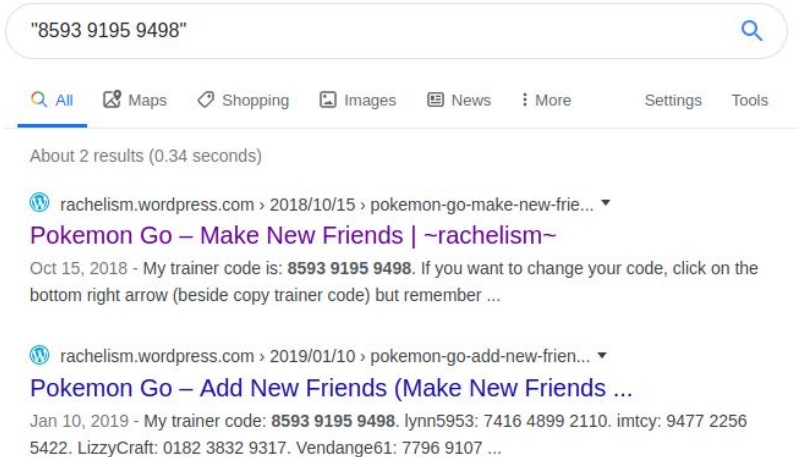 "8593 9195 9498"
All Maps Shopping Images News More Settings Tools
About 2 results (0.34 seconds)
rachelism.wordpress.com › 2018/10/15 › pokemon-go-make-new-frie...
Pokemon Go – Make New Friends | ~rachelism~
Oct 15, 2018 - My trainer code is: 8593 9195 9498. If you want to change your code, click on the
bottom right arrow (beside copy trainer code) but remember ...
rachelism.wordpress.com › 2019/01/10 › pokemon-go-add-new-frien...
Pokemon Go – Add New Friends (Make New Friends ...
Jan 10, 2019 - My trainer code: 8593 9195 9498. lynn5953: 7416 4899 2110. imtcy: 9477 2256
5422. LizzyCraft: 0182 3832 9317. Vendange61: 7796 9107 ...